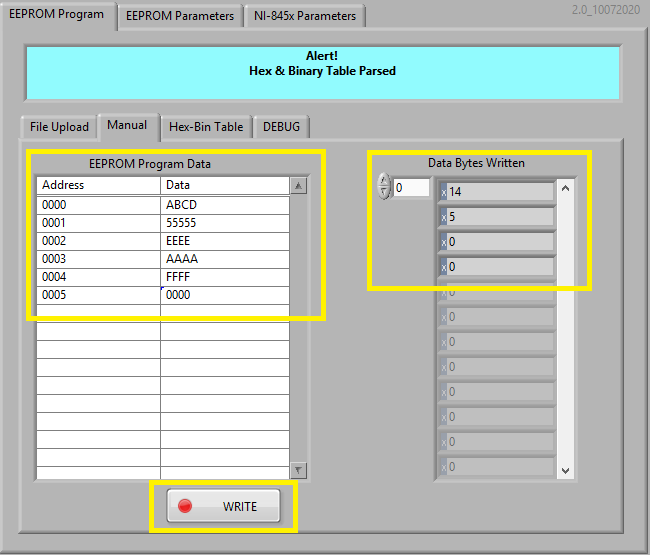 EEPROM Program EEPROM Parameters NI-845x Parameters 2.0_10072020
Alert!
Hex & Binary Table Parsed
File Upload Manual Hex-Bin Table DEBUG
EEPROM Program Data
Address Data
0000 ABCD
0001 55555
0002 EEEE
0003 AAAA
0004 FFFF
0005 0000
WRITE
Data Bytes Written
0
x 14
x 5
x 0
x 0
x 0
x 0
x 0
x 0
x 0
x 0
x 0
x 0